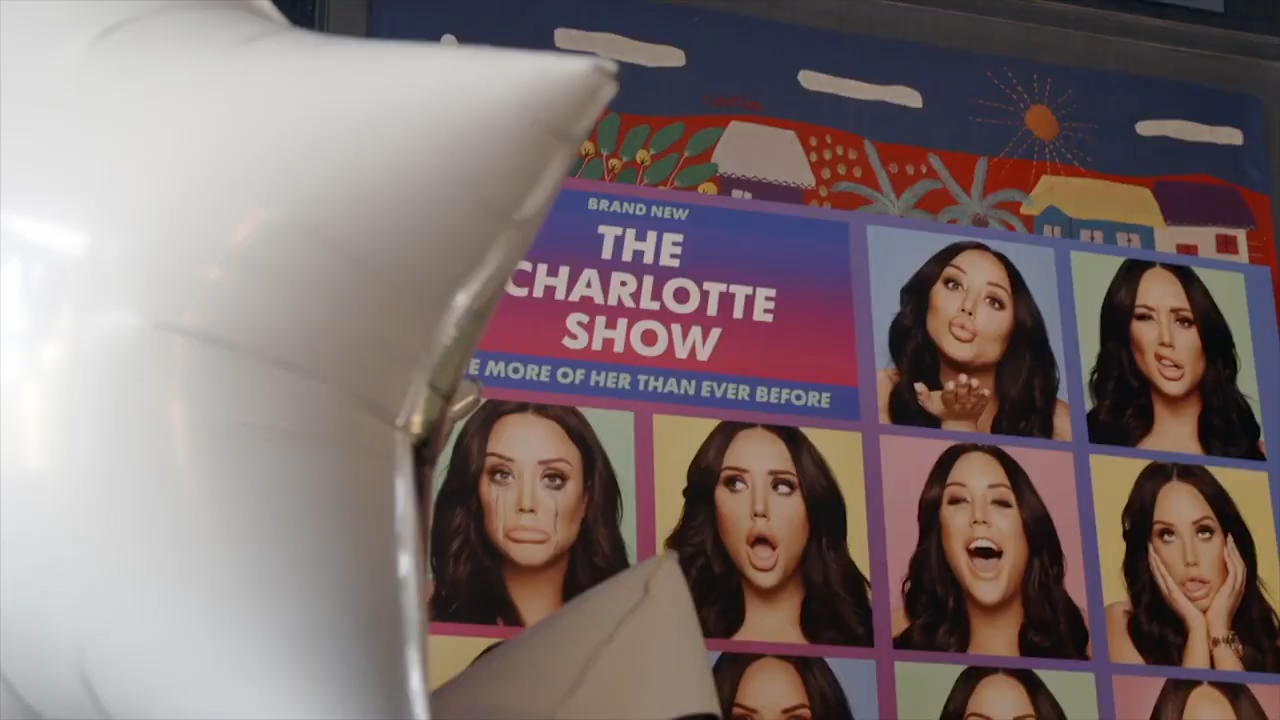 BRAND NEW
THE
CHARLOTTE
SHOW
MORE OF HER THAN EVER BEFORE